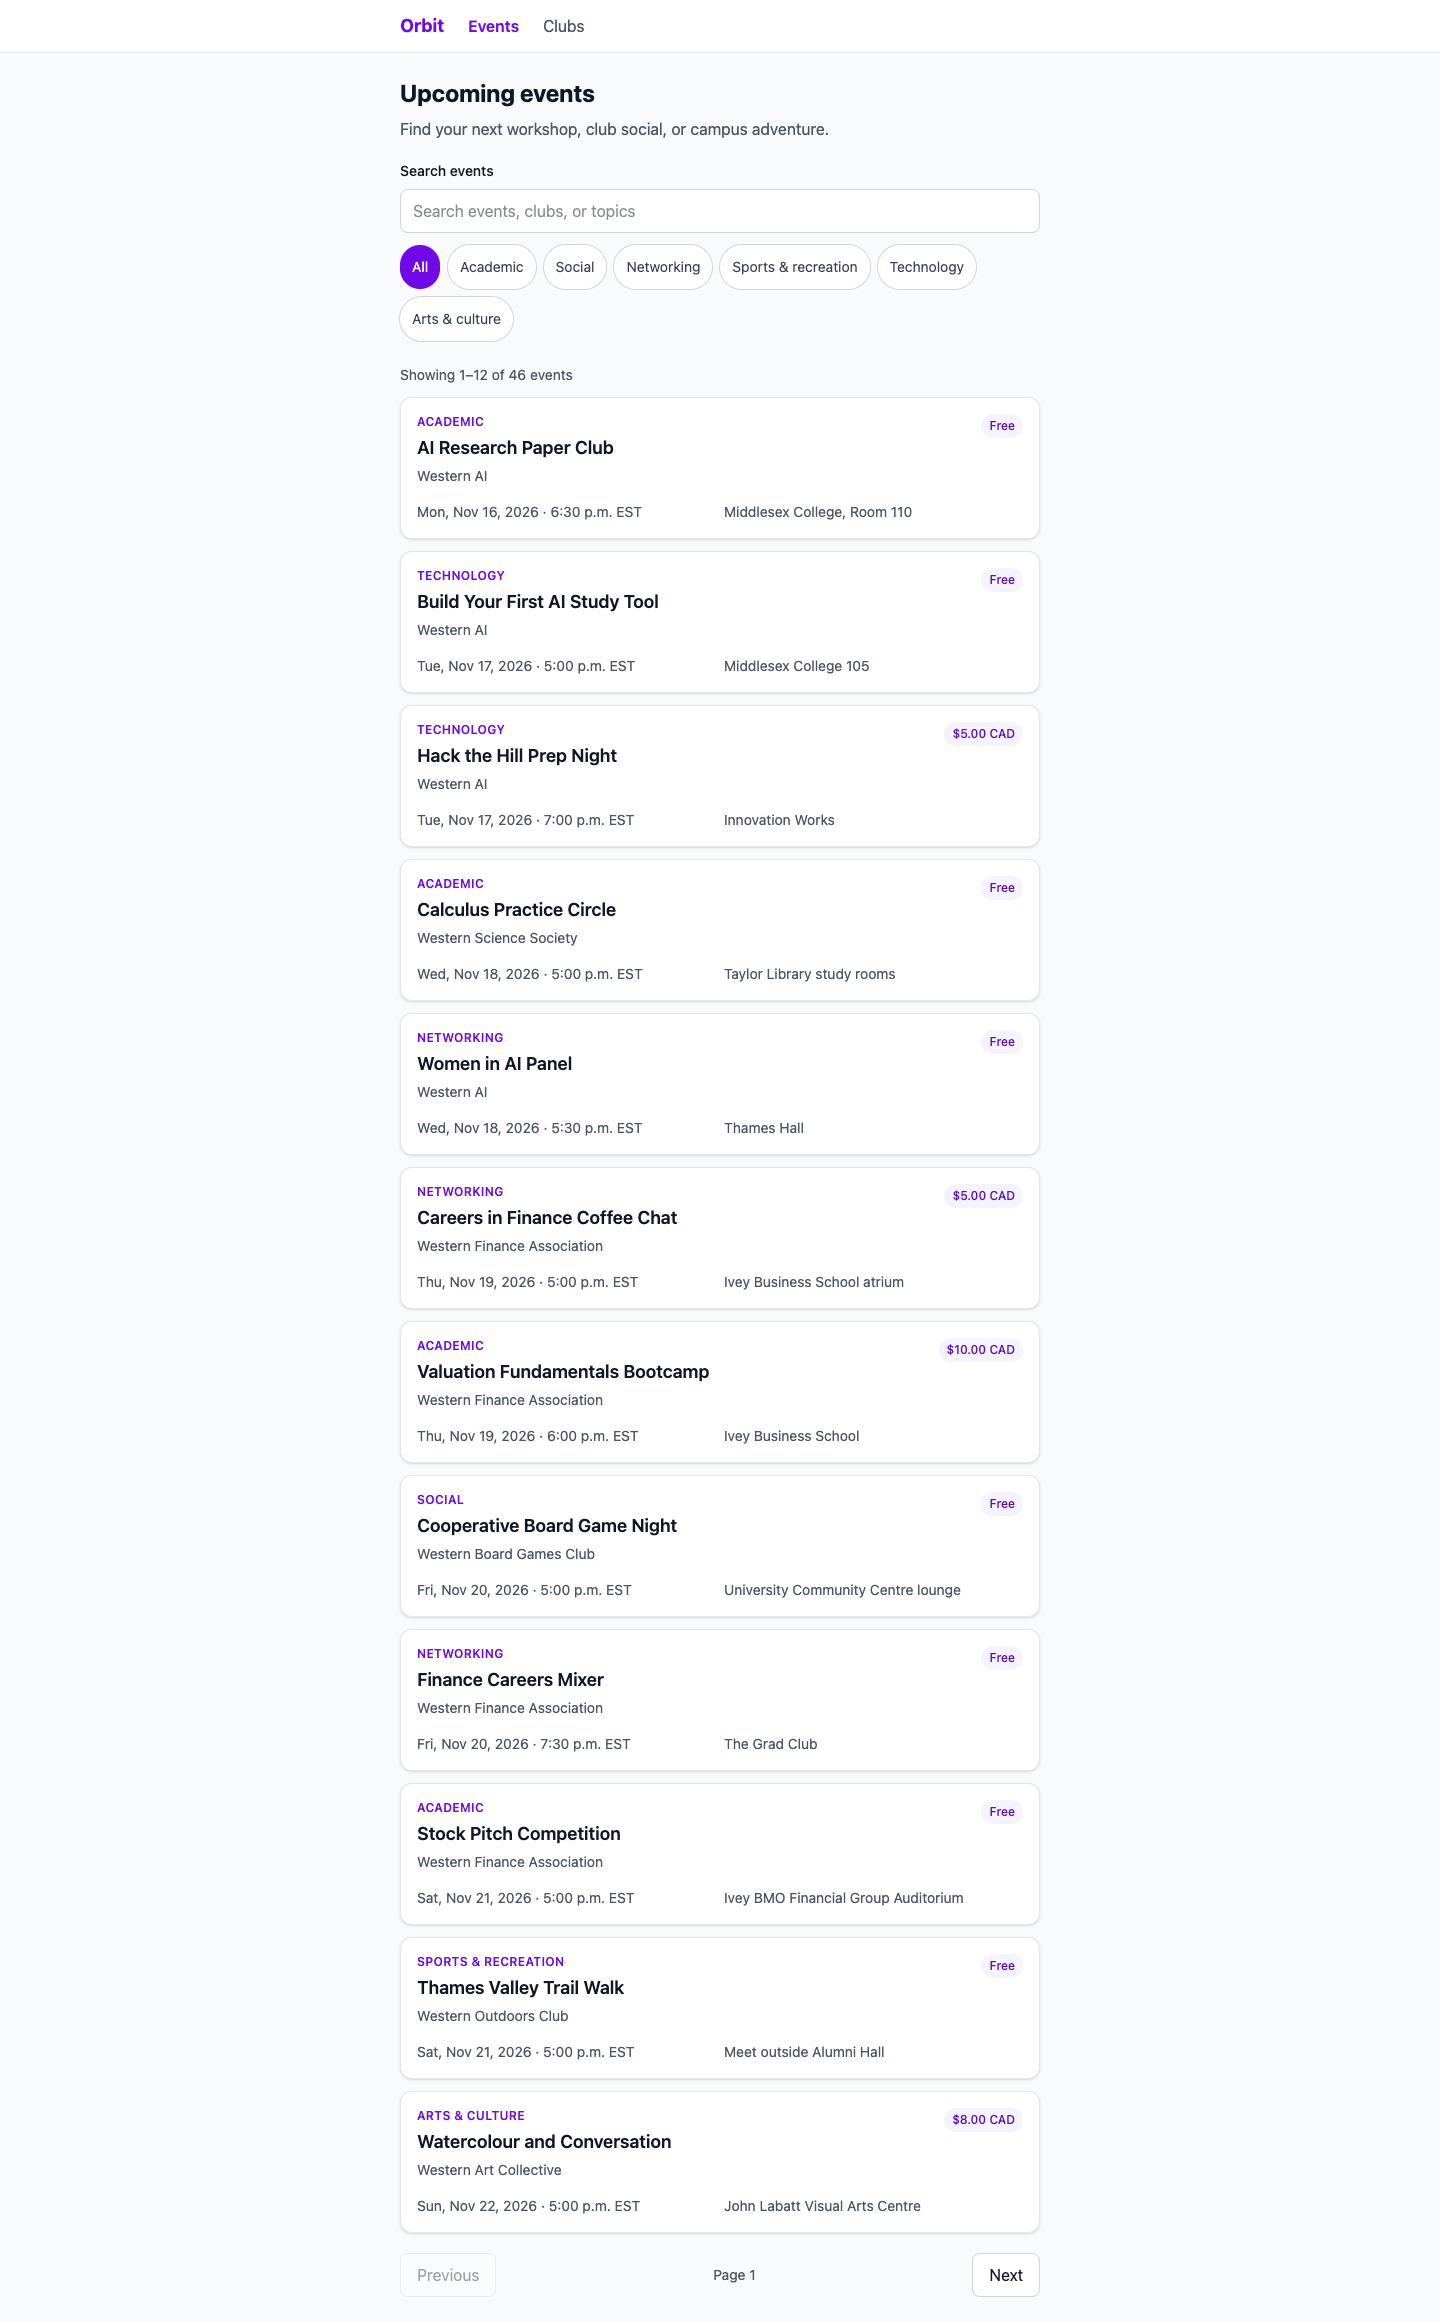 Orbit Events Clubs
Upcoming events
Find your next workshop, club social, or campus adventure.
Search events
Search events, clubs, or topics
All Academic Social Networking Sports & recreation Technology
Arts & culture
Showing 1–12 of 46 events
ACADEMIC Free
AI Research Paper Club
Western AI
Mon, Nov 16, 2026 · 6:30 p.m. EST Middlesex College, Room 110
TECHNOLOGY Free
Build Your First AI Study Tool
Western AI
Tue, Nov 17, 2026 · 5:00 p.m. EST Middlesex College 105
TECHNOLOGY $5.00 CAD
Hack the Hill Prep Night
Western AI
Tue, Nov 17, 2026 · 7:00 p.m. EST Innovation Works
ACADEMIC Free
Calculus Practice Circle
Western Science Society
Wed, Nov 18, 2026 · 5:00 p.m. EST Taylor Library study rooms
NETWORKING Free
Women in AI Panel
Western AI
Wed, Nov 18, 2026 · 5:30 p.m. EST Thames Hall
NETWORKING $5.00 CAD
Careers in Finance Coffee Chat
Western Finance Association
Thu, Nov 19, 2026 · 5:00 p.m. EST Ivey Business School atrium
ACADEMIC $10.00 CAD
Valuation Fundamentals Bootcamp
Western Finance Association
Thu, Nov 19, 2026 · 6:00 p.m. EST Ivey Business School
SOCIAL Free
Cooperative Board Game Night
Western Board Games Club
Fri, Nov 20, 2026 · 5:00 p.m. EST University Community Centre lounge
NETWORKING Free
Finance Careers Mixer
Western Finance Association
Fri, Nov 20, 2026 · 7:30 p.m. EST The Grad Club
ACADEMIC Free
Stock Pitch Competition
Western Finance Association
Sat, Nov 21, 2026 · 5:00 p.m. EST Ivey BMO Financial Group Auditorium
SPORTS & RECREATION Free
Thames Valley Trail Walk
Western Outdoors Club
Sat, Nov 21, 2026 · 5:00 p.m. EST Meet outside Alumni Hall
ARTS & CULTURE $8.00 CAD
Watercolour and Conversation
Western Art Collective
Sun, Nov 22, 2026 · 5:00 p.m. EST John Labatt Visual Arts Centre
Previous Page 1 Next